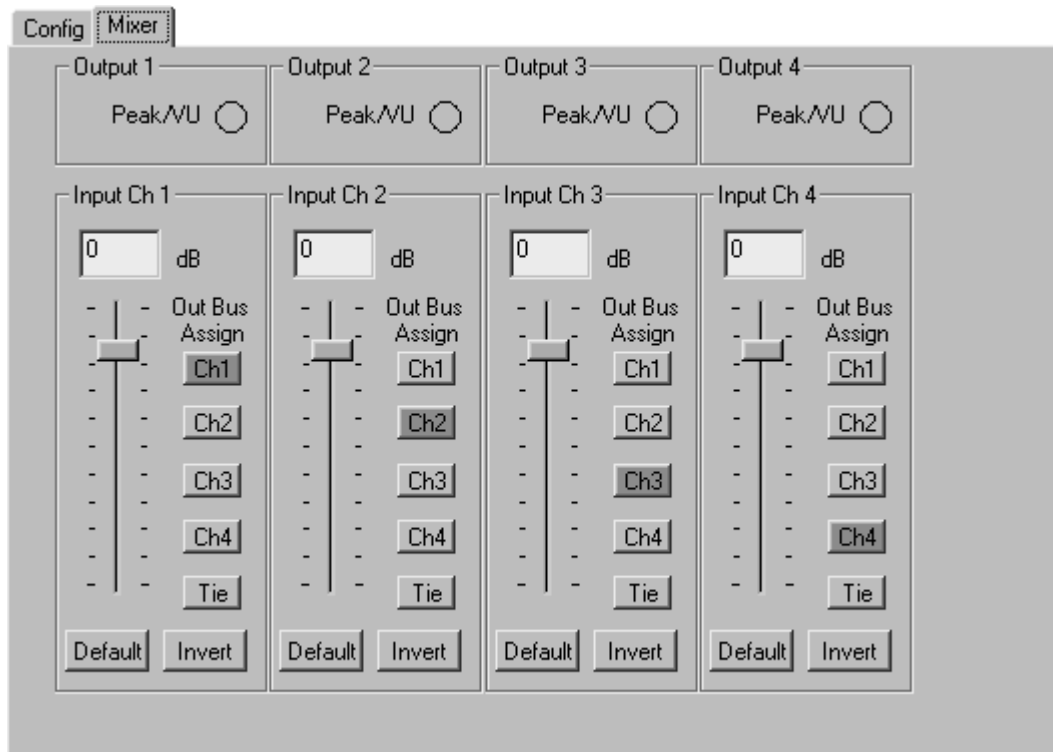 Config Mixer
Output 1 Output 2 Output 3 Output 4
Peak/VU Peak/VU Peak/VU Peak/VU
Input Ch 1 Input Ch 2 Input Ch 3 Input Ch 4
0 dB 0 dB 0 dB 0 dB
Out Bus Out Bus Out Bus Out Bus
Assign Assign Assign Assign
Ch1 Ch1 Ch1 Ch1
Ch2 Ch2 Ch2 Ch2
Ch3 Ch3 Ch3 Ch3
Ch4 Ch4 Ch4 Ch4
Tie Tie Tie Tie
Default Invert Default Invert Default Invert Default Invert